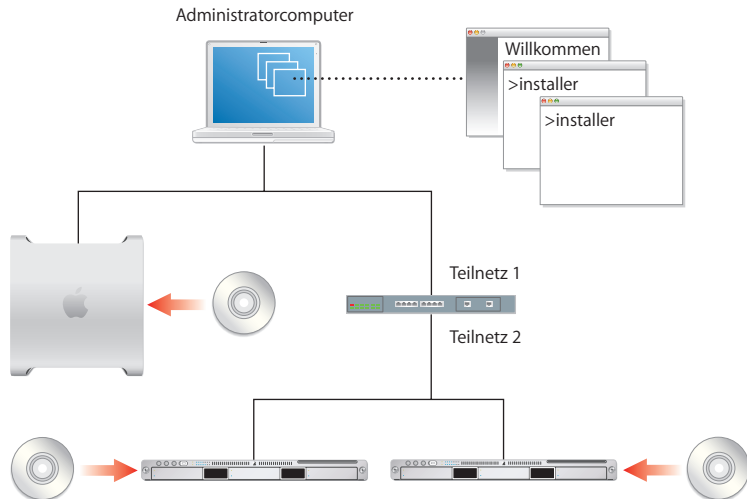 Administratorcomputer
Willkommen
>installer
>installer
Teilnetz 1
Teilnetz 2